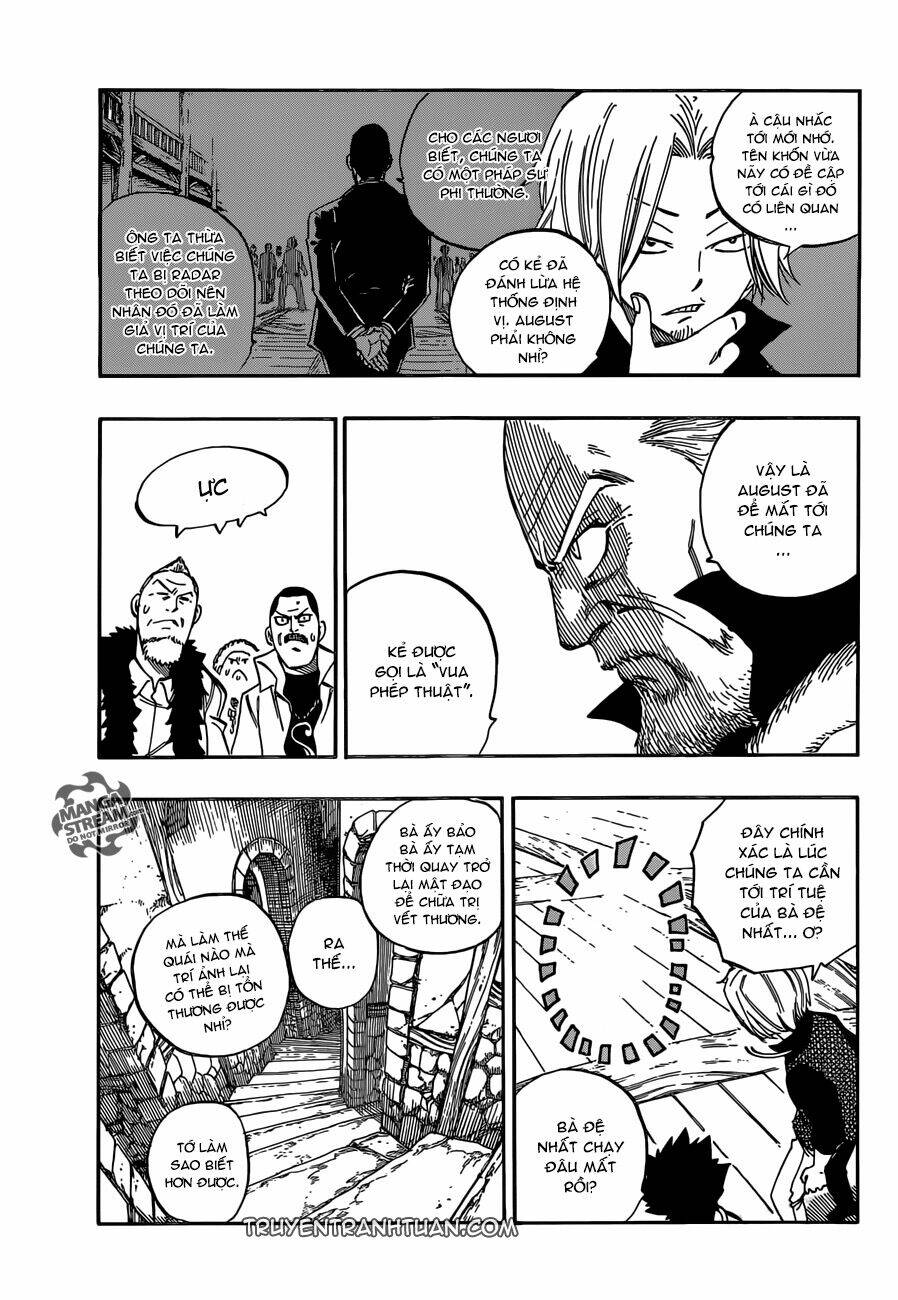 À CẬU NHẮC
TỚI MỚI NHỚ.
TÊN KHỐN VỪA
NÃY CÓ ĐỀ CẬP
TỚI CÁI GÌ ĐÓ
CÓ LIÊN QUAN
...
CÓ KẺ ĐÃ
ĐÁNH LỪA HỆ
THỐNG ĐỊNH
VỊ. AUGUST
PHẢI KHÔNG
NHỈ?
CHO CÁC NGƯƠI
BIẾT, CHÚNG TA
CÓ MỘT PHÁP SƯ
PHI THƯỜNG.
ÔNG TA THỪA
BIẾT VIỆC CHÚNG
TA BỊ RADAR
THEO DÕI NÊN
NHÂN ĐÓ ĐÃ LÀM
GIẢ VỊ TRÍ CỦA
CHÚNG TA.
VẬY LÀ
AUGUST ĐÃ
ĐỂ MẮT TỚI
CHÚNG TA
...
KẺ ĐƯỢC
GỌI LÀ "VUA
PHÉP THUẬT".
ỰC
ĐÂY CHÍNH
XÁC LÀ LÚC
CHÚNG TA CẦN
TỚI TRÍ TUỆ
CỦA BÀ ĐỆ
NHẤT... Ơ?
BÀ ĐỆ
NHẤT CHẠY
ĐÂU MẤT
RỒI?
BÀ ẤY BẢO
BÀ ẤY TẠM
THỜI QUAY TRỞ
LẠI MẬT ĐẠO
ĐỂ CHỮA TRỊ
VẾT THƯƠNG.
RA
THẾ...
MÀ LÀM THẾ
QUÁI NÀO MÀ
TRÍ ẢNH LẠI
CÓ THỂ BỊ TỔN
THƯƠNG ĐƯỢC
NHỈ?
TỚ LÀM
SAO BIẾT
HƠN ĐƯỢC.
MANGA
STREAM.com
DO NOT MIRROR
TRUYENTRANHTUAN.COM